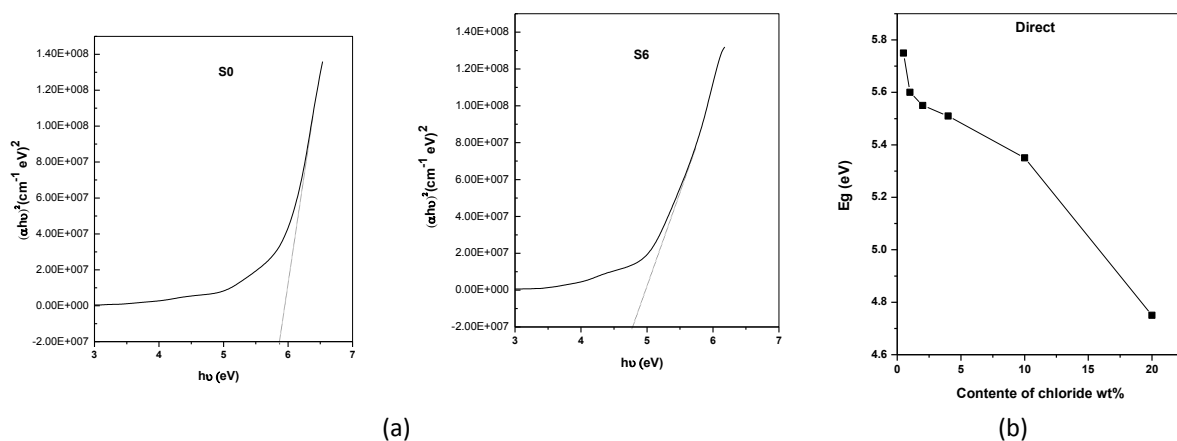 S0
1.40E+008
1.20E+008
1.00E+008
8.00E+007
6.00E+007
4.00E+007
2.00E+007
0.00E+000
-2.00E+007
(αhυ)²(cm⁻¹ eV)²
3 4 5 6 7
hυ (eV)
S6
1.40E+008
1.20E+008
1.00E+008
8.00E+007
6.00E+007
4.00E+007
2.00E+007
0.00E+000
-2.00E+007
(αhυ)²(cm⁻¹ eV)²
3 4 5 6 7
hυ (eV)
(a)
Direct
5.8
5.6
5.4
5.2
5.0
4.8
4.6
Eg (eV)
0 5 10 15 20
Contente of chloride wt%
(b)